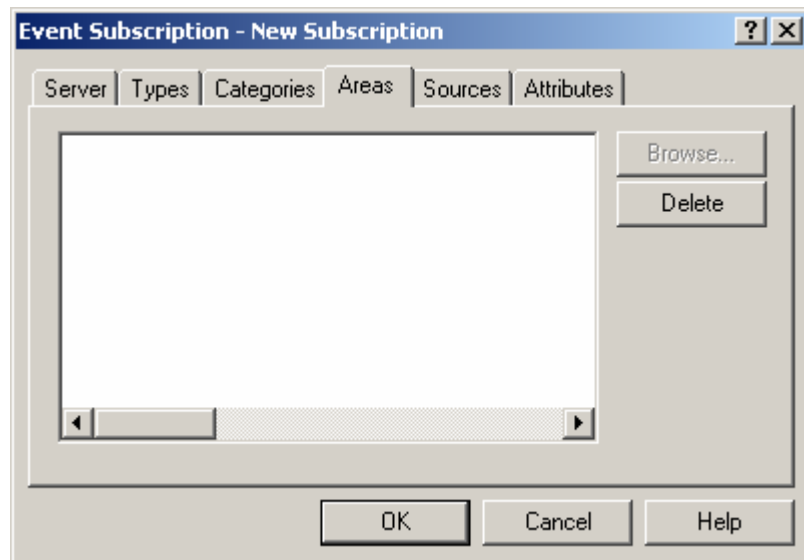 Event Subscription - New Subscription
Server Types Categories Areas Sources Attributes
Browse...
Delete
OK Cancel Help